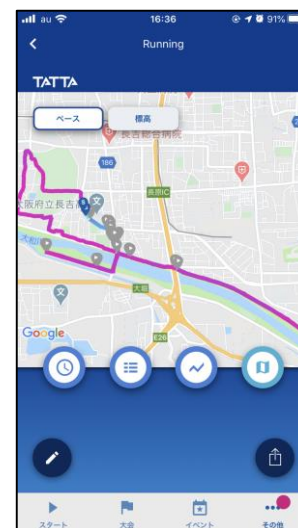 au 16:36 91%
Running
TATTA
ペース 標高
長吉総合病院
186
長原IC
大阪府立長吉高
大和川
大堀
Google
E26
スタート 大会 イベント その他